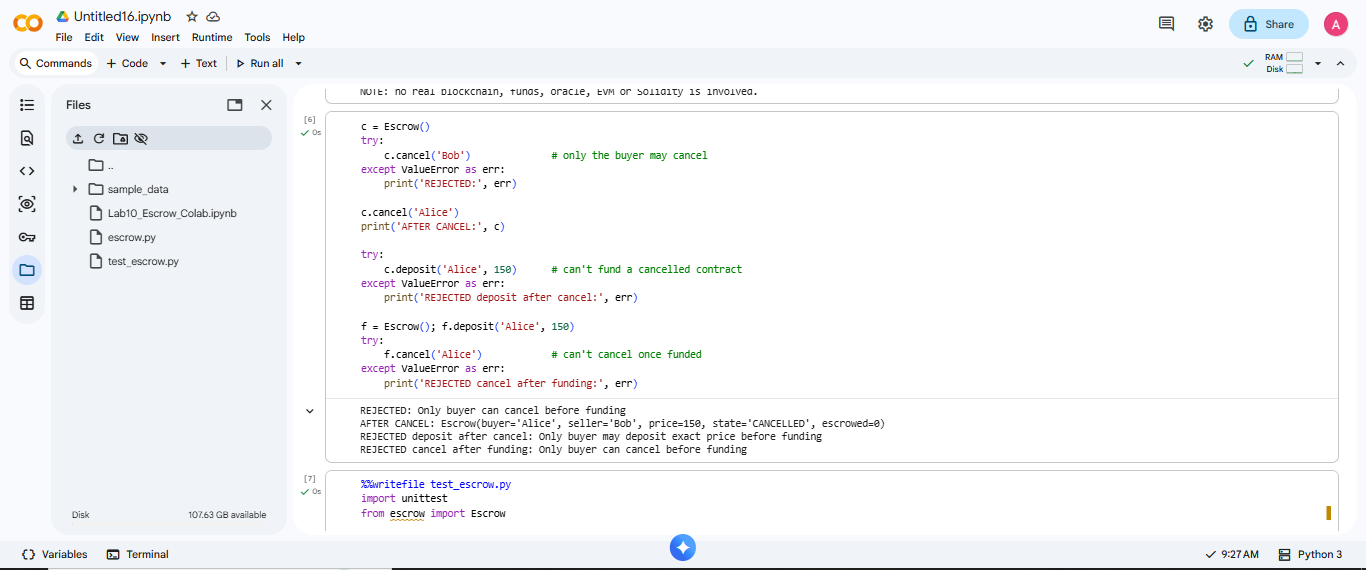 Untitled16.ipynb
File Edit View Insert Runtime Tools Help
Share
A
Commands + Code + Text Run all
RAM
Disk
Files
..
sample_data
Lab10_Escrow_Colab.ipynb
escrow.py
test_escrow.py
Disk 107.63 GB available
NOTE: no real blockchain, funds, oracle, EVM or Solidity is involved.
[6]
0s
c = Escrow()
try:
    c.cancel('Bob')             # only the buyer may cancel
except ValueError as err:
    print('REJECTED:', err)
c.cancel('Alice')
print('AFTER CANCEL:', c)
try:
    c.deposit('Alice', 150)     # can't fund a cancelled contract
except ValueError as err:
    print('REJECTED deposit after cancel:', err)
f = Escrow(); f.deposit('Alice', 150)
try:
    f.cancel('Alice')           # can't cancel once funded
except ValueError as err:
    print('REJECTED cancel after funding:', err)
REJECTED: Only buyer can cancel before funding
AFTER CANCEL: Escrow(buyer='Alice', seller='Bob', price=150, state='CANCELLED', escrowed=0)
REJECTED deposit after cancel: Only buyer may deposit exact price before funding
REJECTED cancel after funding: Only buyer can cancel before funding
[7]
0s
%%writefile test_escrow.py
import unittest
from escrow import Escrow
Variables Terminal
9:27 AM Python 3